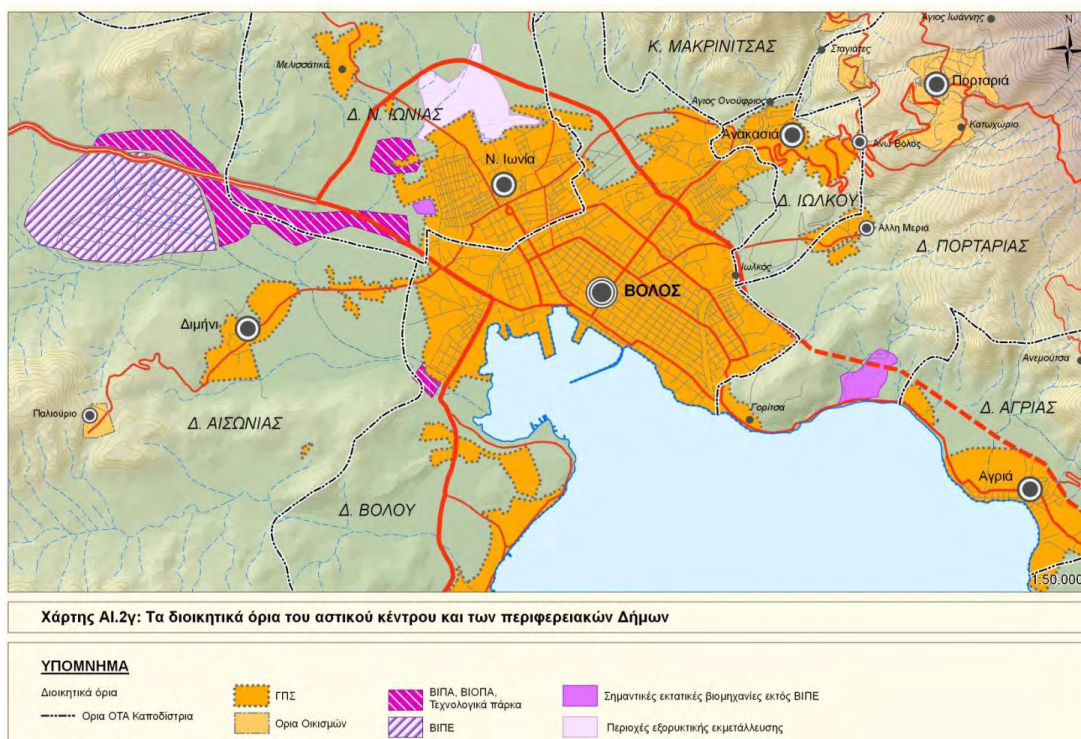 Άγιος Ιωάννης
N
Κ. ΜΑΚΡΙΝΙΤΣΑΣ
Σταγιάτες
Μελισσάτικα
Πορταριά
Δ. Ν. ΙΩΝΙΑΣ
Άγιος Ονούφριος
Κατωχώριο
Ανακασιά
Άνω Βόλος
Ν. Ιωνία
Δ. ΙΩΛΚΟΥ
Άλλη Μεριά
Δ. ΠΟΡΤΑΡΙΑΣ
Ιωλκός
ΒΟΛΟΣ
Διμήνι
Ανεμούτσα
Παλιούριο
Δ. ΑΙΣΩΝΙΑΣ
Γορίτσα
Δ. ΑΓΡΙΑΣ
Αγριά
Δ. ΒΟΛΟΥ
1:50,000
Χάρτης ΑΙ.2γ: Τα διοικητικά όρια του αστικού κέντρου και των περιφερειακών Δήμων
ΥΠΟΜΝΗΜΑ
Διοικητικά όρια
Ορια ΟΤΑ Καποδίστρια
ΓΠΣ
Ορια Οικισμών
ΒΙΠΑ, ΒΙΟΠΑ,
Τεχνολογικά πάρκα
ΒΙΠΕ
Σημαντικές εκτατικές βιομηχανίες εκτός ΒΙΠΕ
Περιοχές εξορυκτικής εκμετάλλευσης